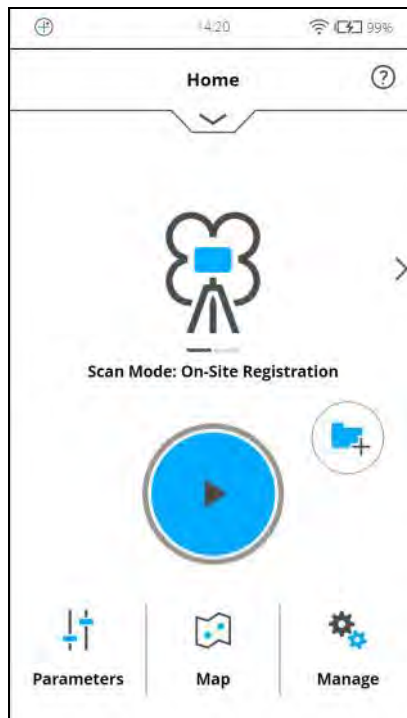 14:20 99%
Home
?
Scan Mode: On-Site Registration
Parameters Map Manage